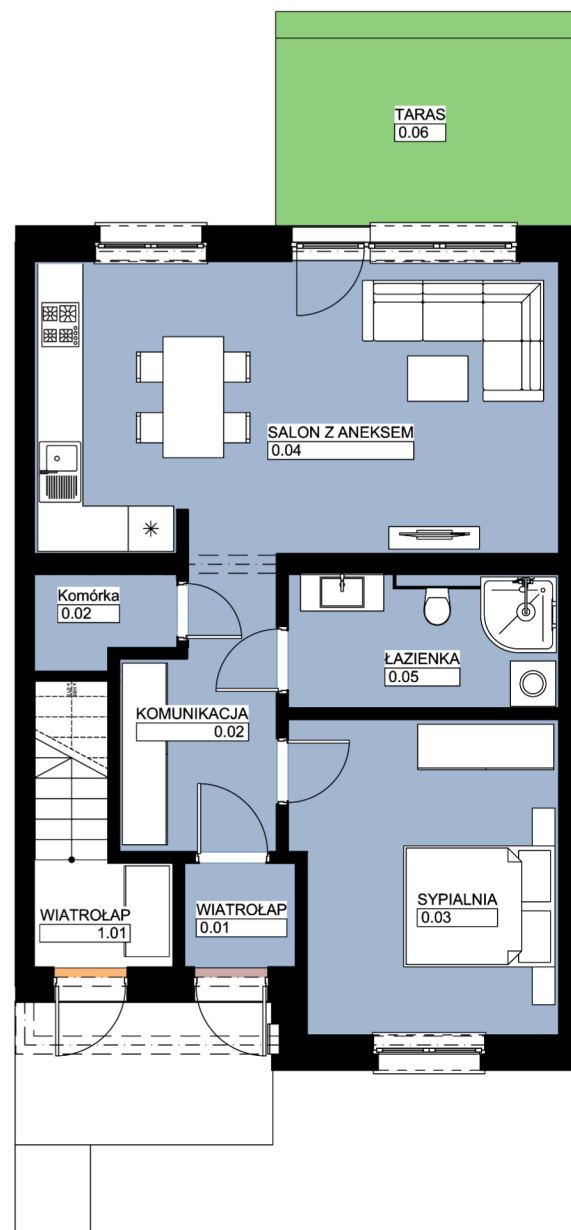 TARAS
0.06
SALON Z ANEKSEM
0.04
Komórka
0.02
ŁAZIENKA
0.05
KOMUNIKACJA
0.02
WIATROŁAP
1.01
WIATROŁAP
0.01
SYPIALNIA
0.03